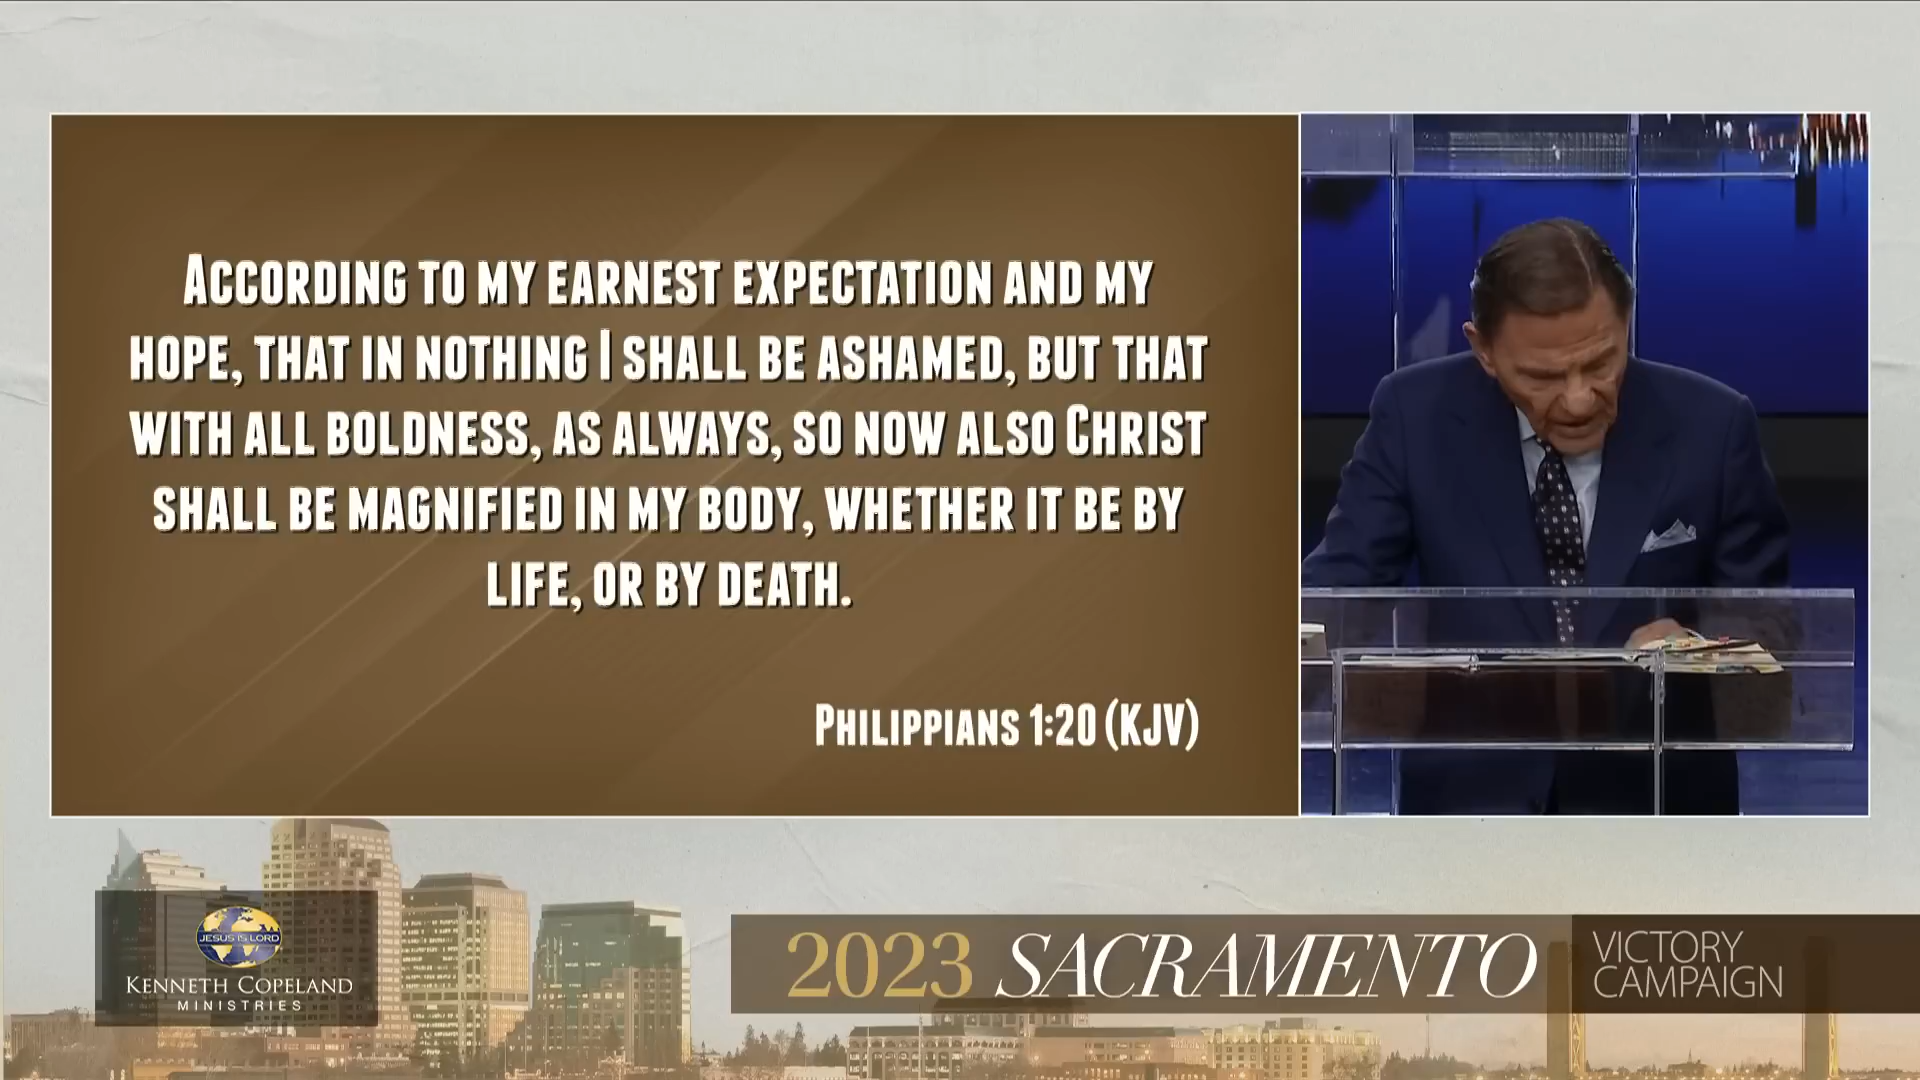 According to my earnest expectation and my
hope, that in nothing I shall be ashamed, but that
with all boldness, as always, so now also Christ
shall be magnified in my body, whether it be by
life, or by death.
Philippians 1:20 (KJV)
JESUS IS LORD
KENNETH COPELAND
MINISTRIES
2023 SACRAMENTO
VICTORY
CAMPAIGN